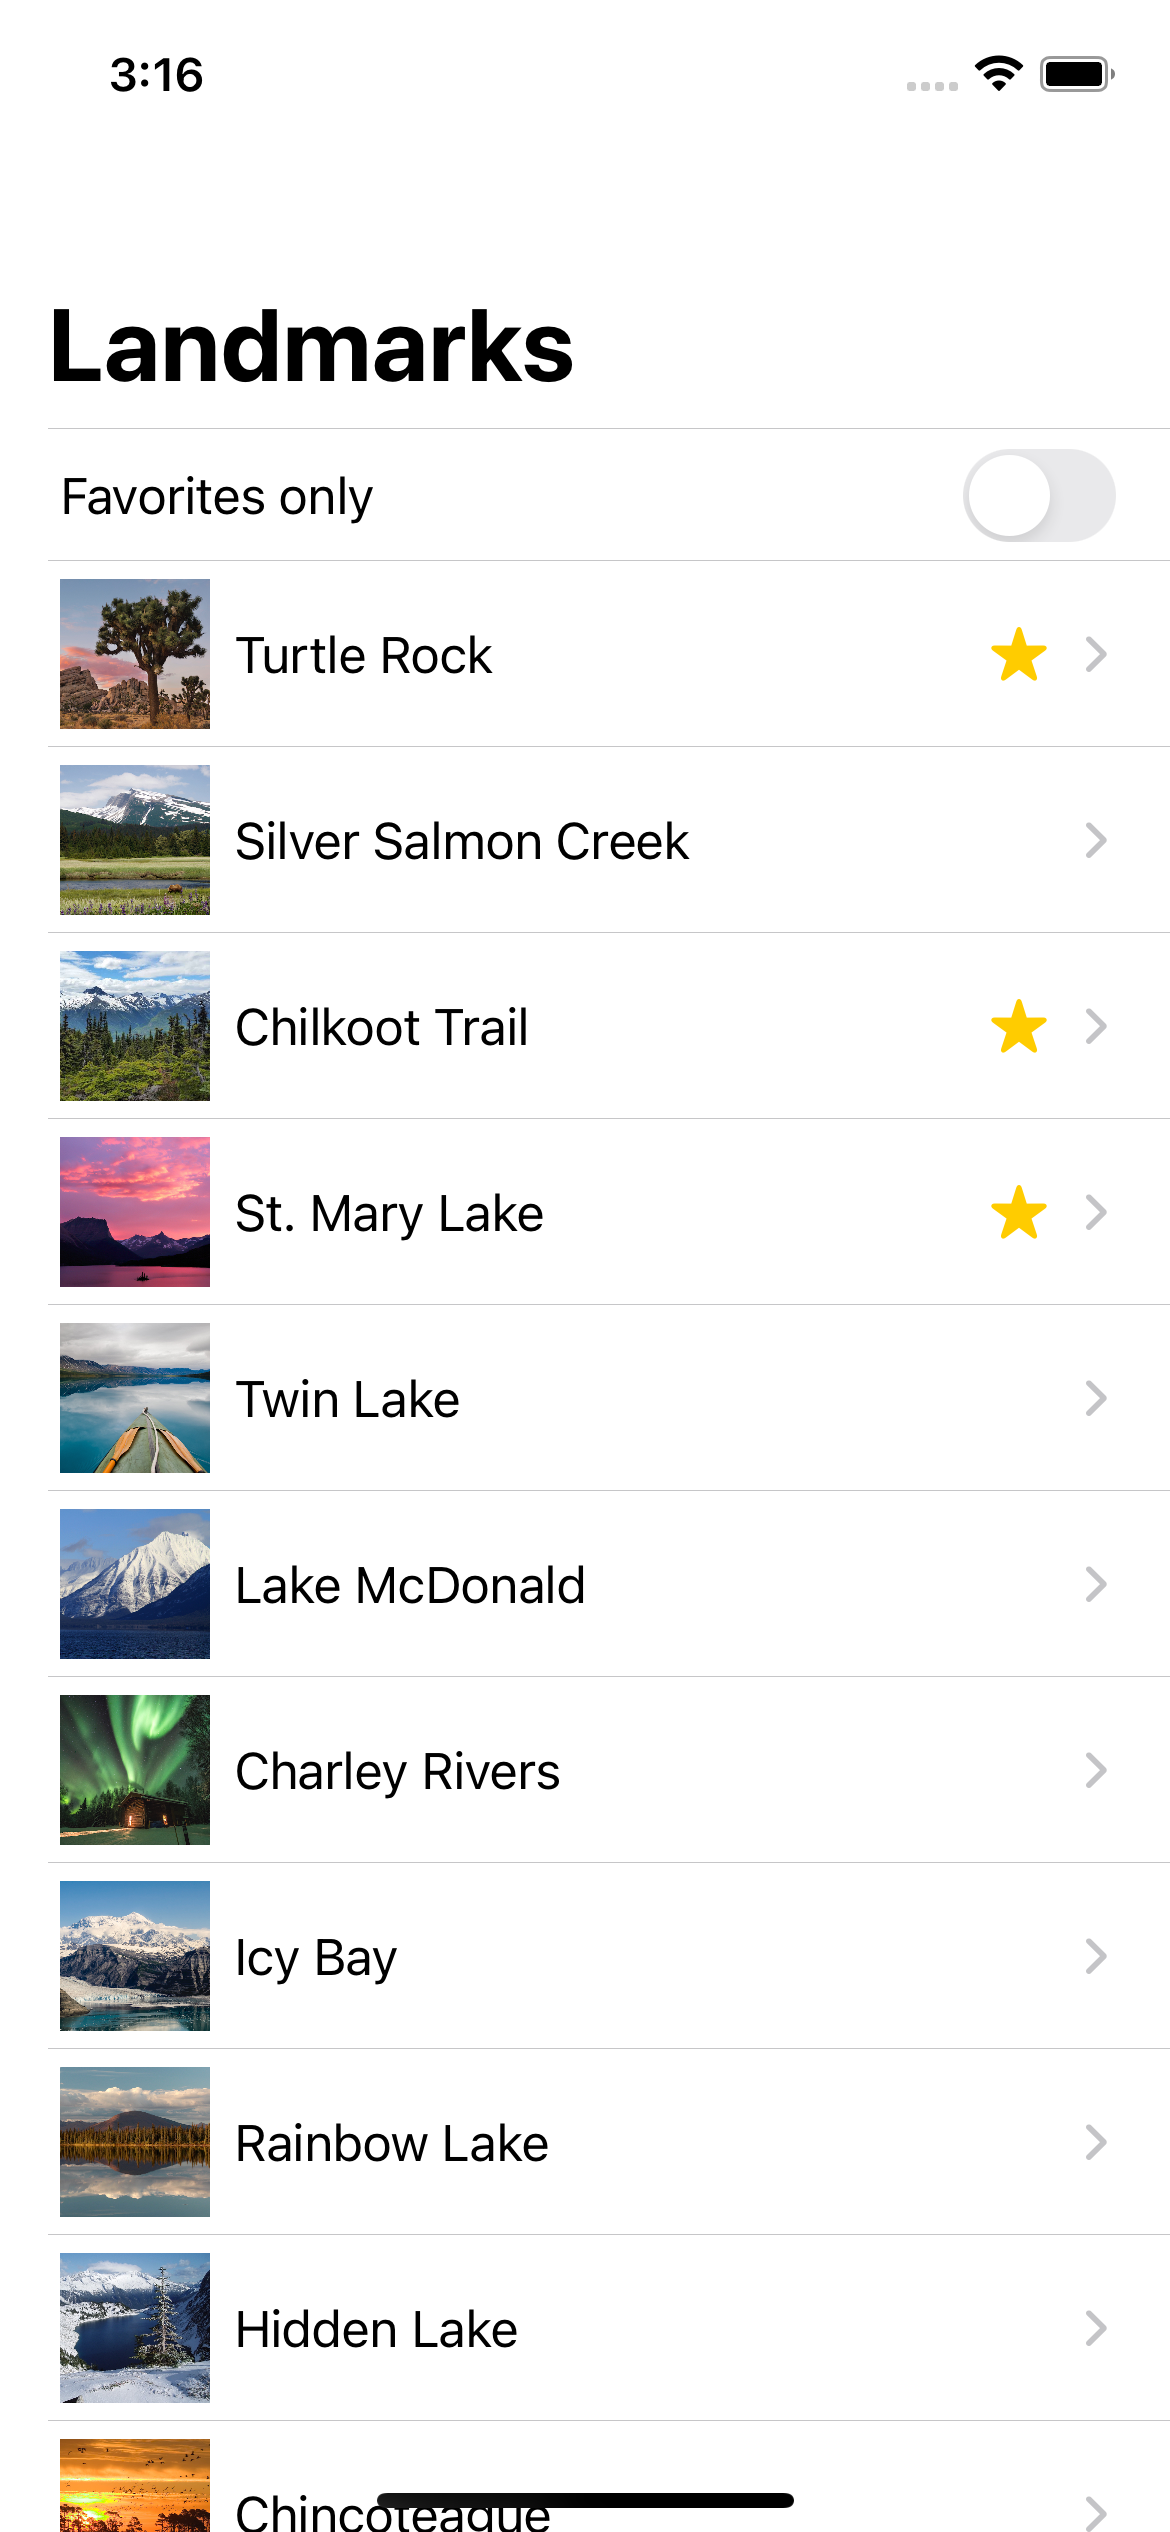 3:16
Landmarks
Favorites only
Turtle Rock
Silver Salmon Creek
Chilkoot Trail
St. Mary Lake
Twin Lake
Lake McDonald
Charley Rivers
Icy Bay
Rainbow Lake
Hidden Lake
Chincoteague